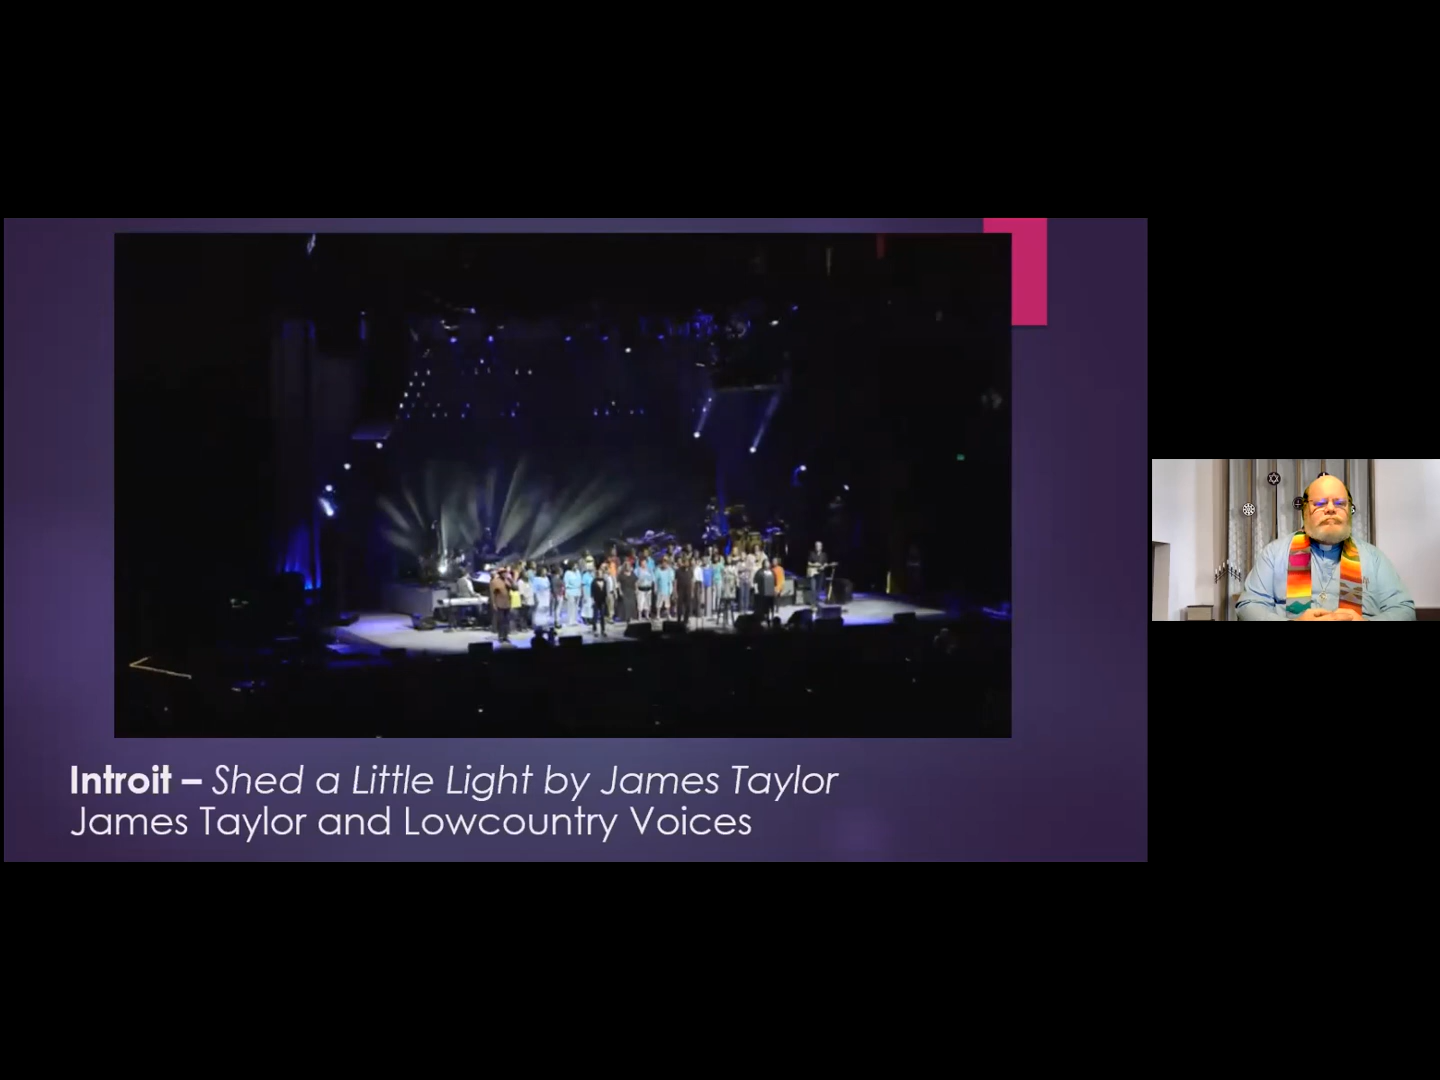 Introit – Shed a Little Light by James Taylor
James Taylor and Lowcountry Voices